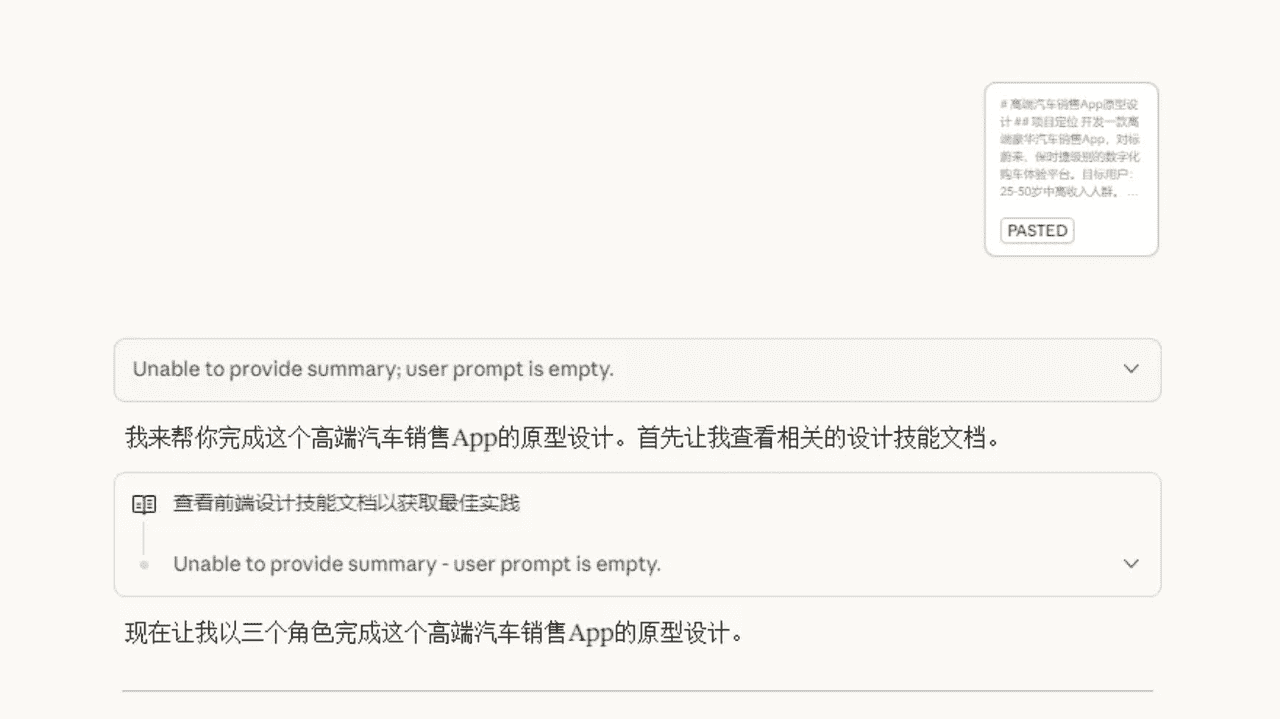 # 高端汽车销售App原型设
计 ## 项目定位 开发一款高
端豪华汽车销售App，对标
蔚来、保时捷级别的数字化
购车体验平台。目标用户：
25-50岁中高收入人群。 ...
PASTED
Unable to provide summary; user prompt is empty.
我来帮你完成这个高端汽车销售App的原型设计。首先让我查看相关的设计技能文档。
查看前端设计技能文档以获取最佳实践
Unable to provide summary - user prompt is empty.
现在让我以三个角色完成这个高端汽车销售App的原型设计。